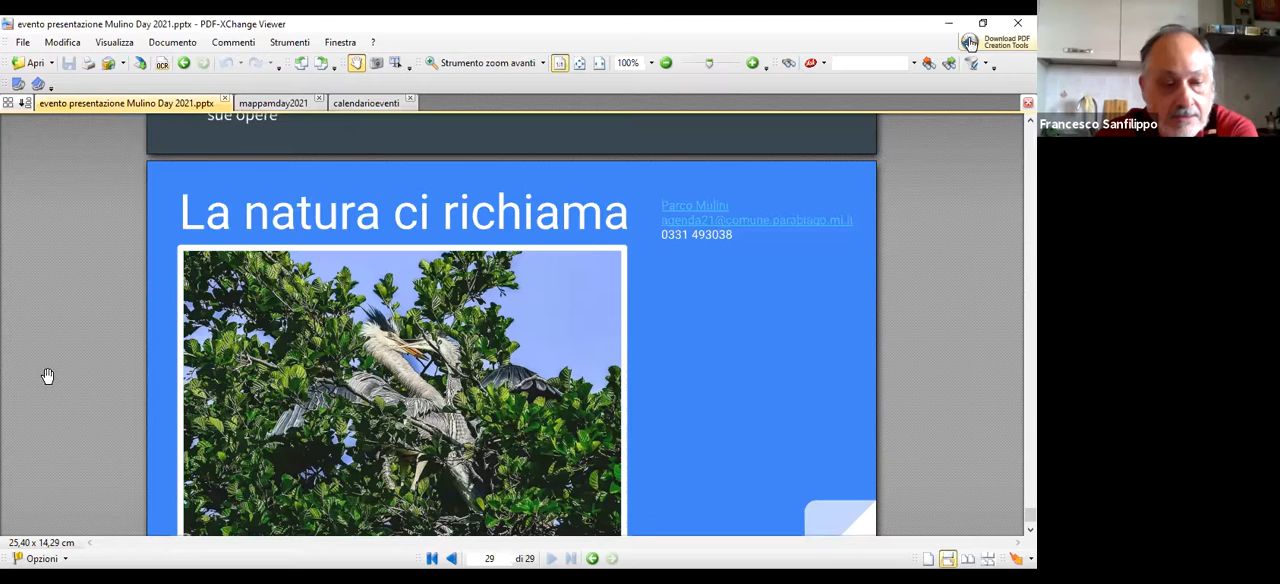 evento presentazione Mulino Day 2021.pptx - PDF-XChange Viewer
File Modifica Visualizza Documento Commenti Strumenti Finestra ?
Download PDF
Creation Tools
Apri OCR Strumento zoom avanti 100%
evento presentazione Mulino Day 2021.pptx mappamday2021 calendarioeventi
sue opere
La natura ci richiama
Parco Mulini
agenda21@comune.parabiago.mi.it
0331 493038
25,40 x 14,29 cm
Opzioni 29 di 29
Francesco Sanfilippo